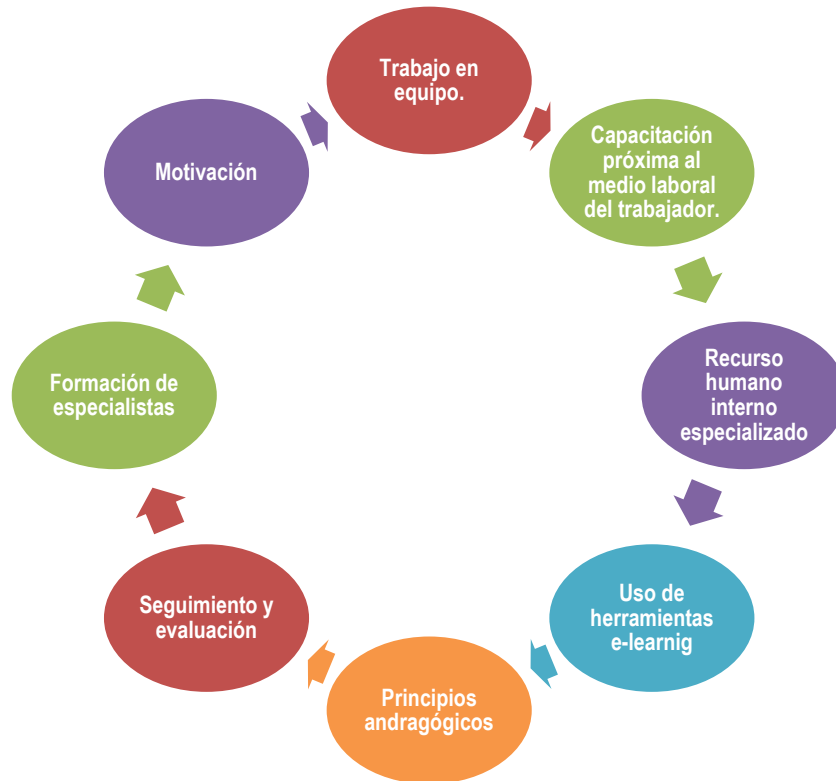 Trabajo en
equipo.
Capacitación
próxima al
medio laboral
del trabajador.
Recurso
humano
interno
especializado
Uso de
herramientas
e-learnig
Principios
andragógicos
Seguimiento y
evaluación
Formación de
especialistas
Motivación